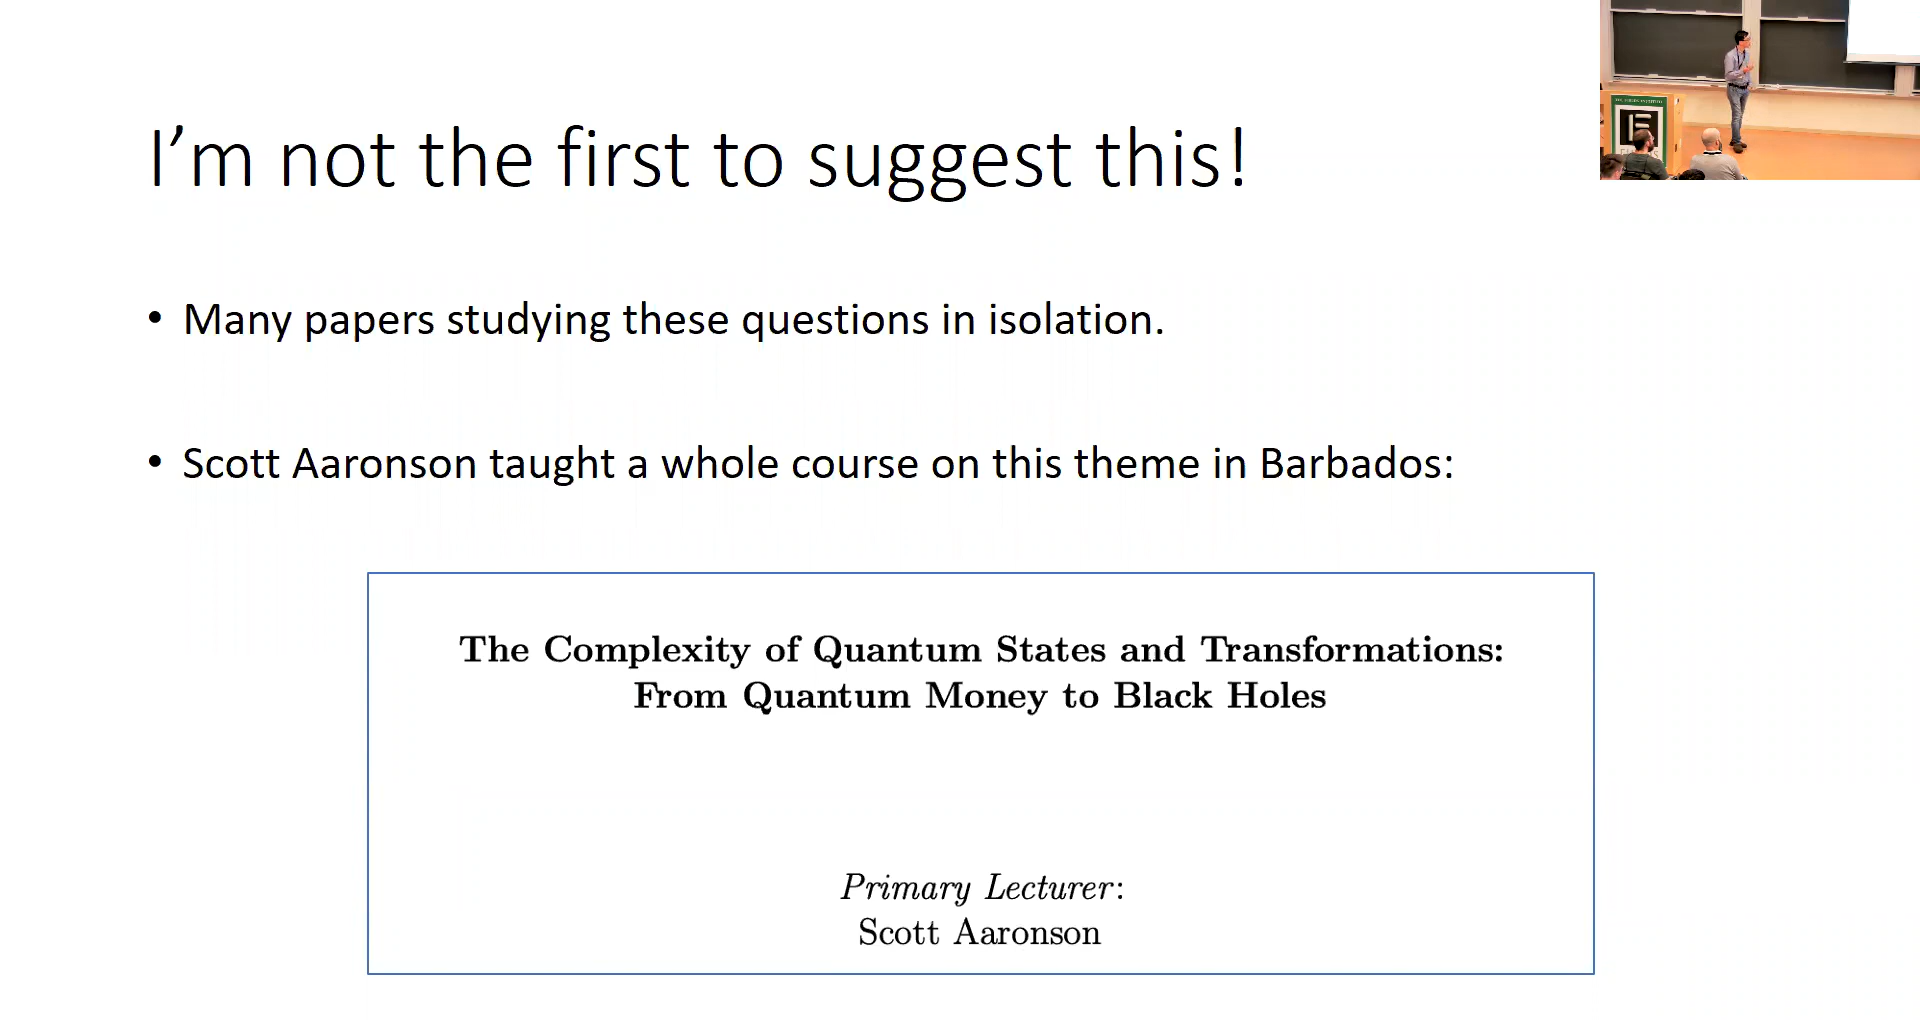 I’m not the first to suggest this!
• Many papers studying these questions in isolation.
• Scott Aaronson taught a whole course on this theme in Barbados:
The Complexity of Quantum States and Transformations:
From Quantum Money to Black Holes
Primary Lecturer:
Scott Aaronson